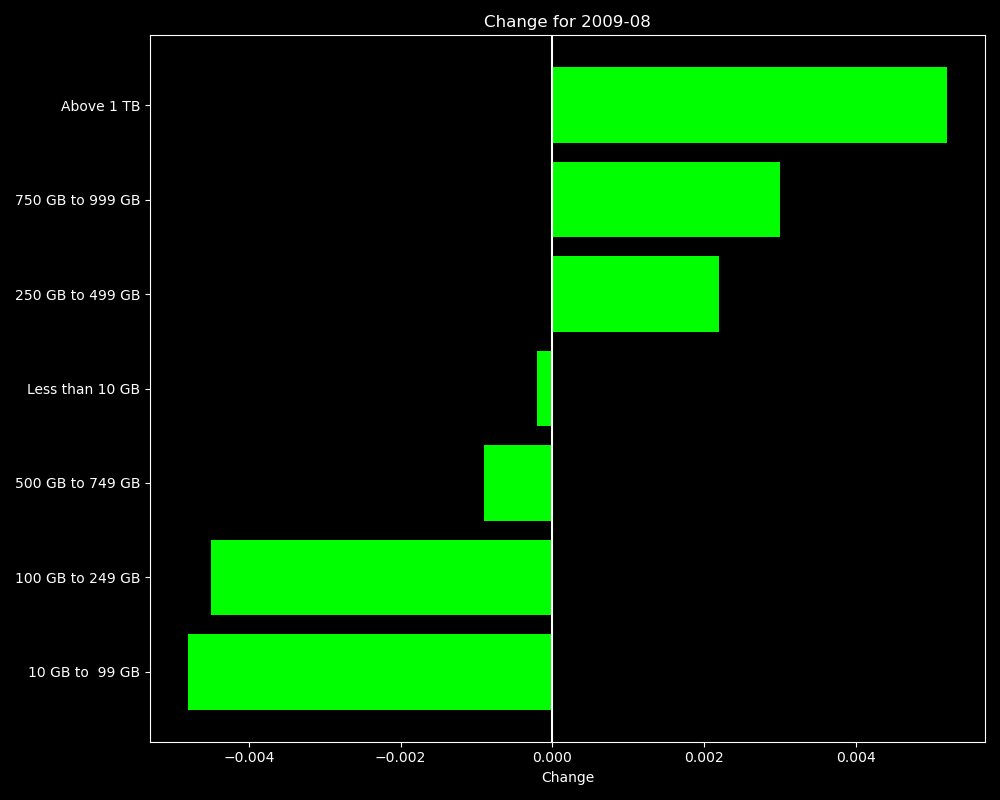 Change for 2009-08
Above 1 TB
750 GB to 999 GB
250 GB to 499 GB
Less than 10 GB
500 GB to 749 GB
100 GB to 249 GB
10 GB to  99 GB
−0.004 −0.002 0.000 0.002 0.004
Change